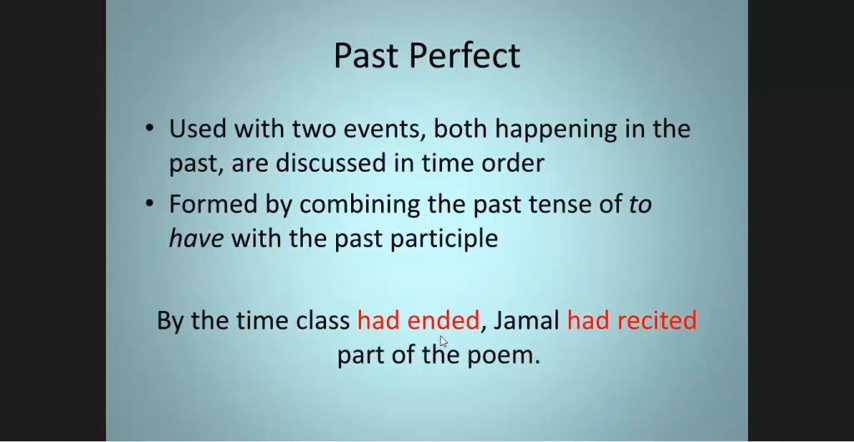 Past Perfect
• Used with two events, both happening in the
past, are discussed in time order
• Formed by combining the past tense of to
have with the past participle
By the time class had ended, Jamal had recited
part of the poem.